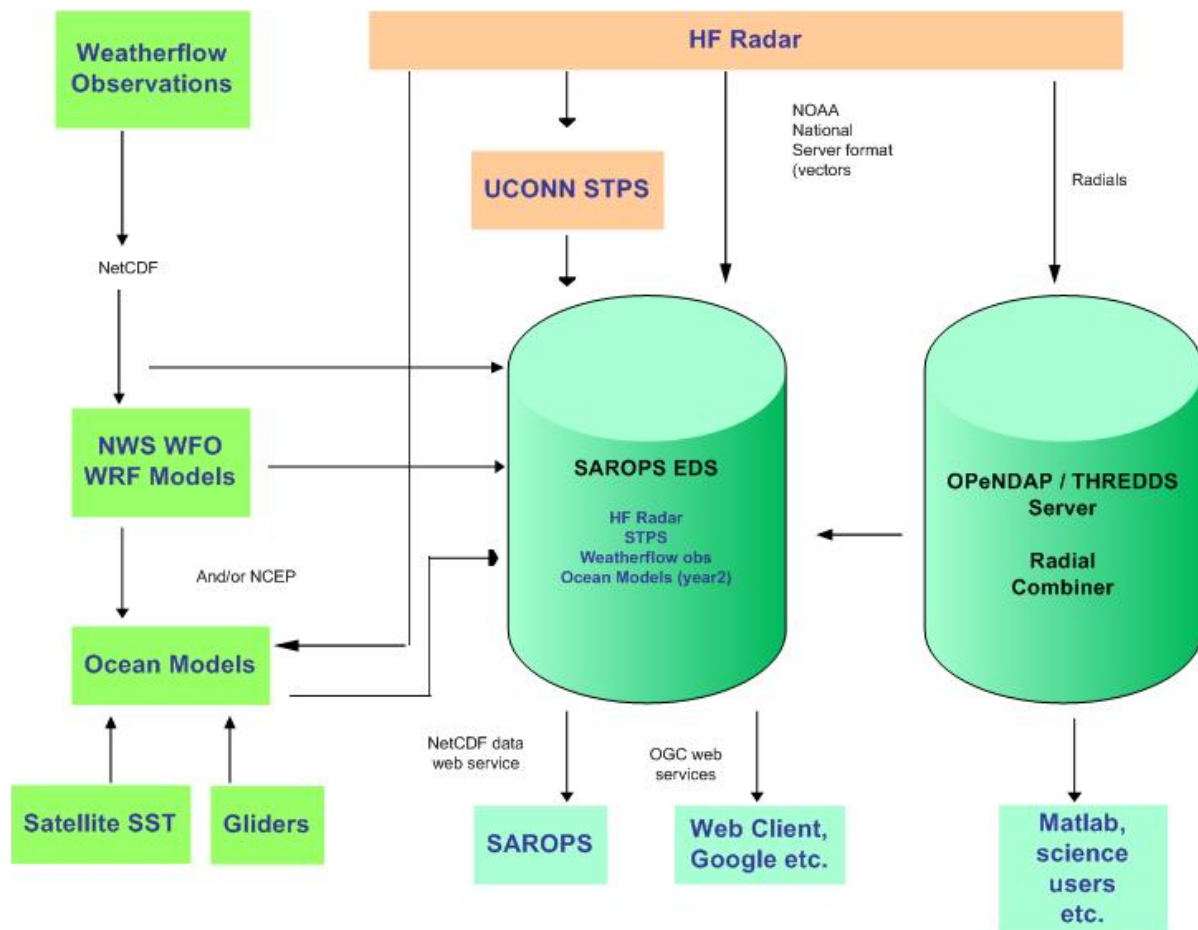 Weatherflow
Observations
HF Radar
NOAA
National
Server format
(vectors
Radials
UCONN STPS
NetCDF
NWS WFO
WRF Models
SAROPS EDS
HF Radar
STPS
Weatherflow obs
Ocean Models (year2)
OPeNDAP / THREDDS
Server
Radial
Combiner
And/or NCEP
Ocean Models
NetCDF data
web service
OGC web
services
Satellite SST
Gliders
SAROPS
Web Client,
Google etc.
Matlab,
science
users
etc.